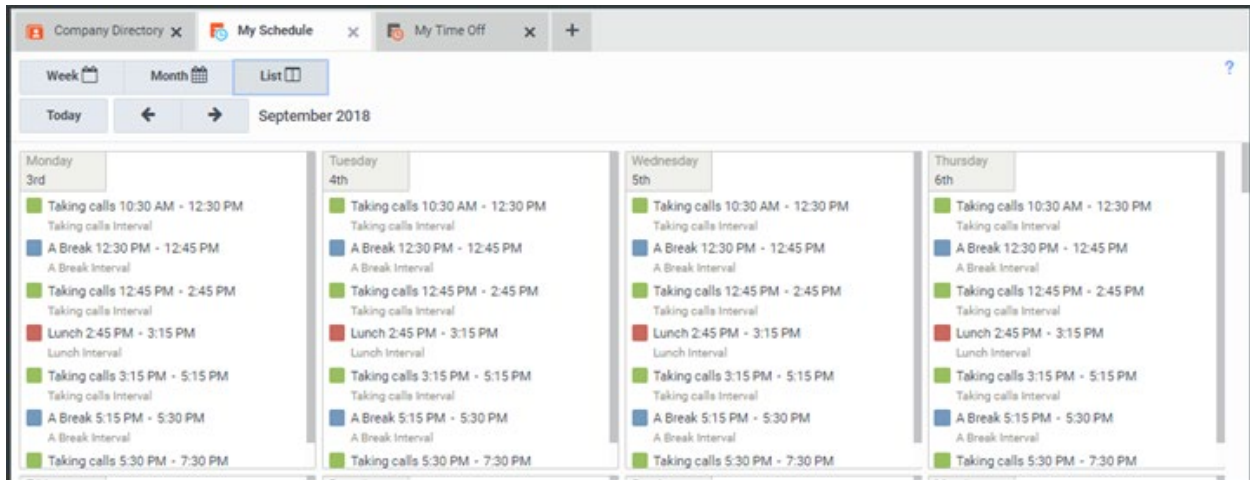 Company Directory
My Schedule
My Time Off
Week
Month
List
?
Today
September 2018
Monday
3rd
Taking calls 10:30 AM - 12:30 PM
Taking calls Interval
A Break 12:30 PM - 12:45 PM
A Break Interval
Taking calls 12:45 PM - 2:45 PM
Taking calls Interval
Lunch 2:45 PM - 3:15 PM
Lunch Interval
Taking calls 3:15 PM - 5:15 PM
Taking calls Interval
A Break 5:15 PM - 5:30 PM
A Break Interval
Taking calls 5:30 PM - 7:30 PM
Tuesday
4th
Taking calls 10:30 AM - 12:30 PM
Taking calls Interval
A Break 12:30 PM - 12:45 PM
A Break Interval
Taking calls 12:45 PM - 2:45 PM
Taking calls Interval
Lunch 2:45 PM - 3:15 PM
Lunch Interval
Taking calls 3:15 PM - 5:15 PM
Taking calls Interval
A Break 5:15 PM - 5:30 PM
A Break Interval
Taking calls 5:30 PM - 7:30 PM
Wednesday
5th
Taking calls 10:30 AM - 12:30 PM
Taking calls Interval
A Break 12:30 PM - 12:45 PM
A Break Interval
Taking calls 12:45 PM - 2:45 PM
Taking calls Interval
Lunch 2:45 PM - 3:15 PM
Lunch Interval
Taking calls 3:15 PM - 5:15 PM
Taking calls Interval
A Break 5:15 PM - 5:30 PM
A Break Interval
Taking calls 5:30 PM - 7:30 PM
Thursday
6th
Taking calls 10:30 AM - 12:30 PM
Taking calls Interval
A Break 12:30 PM - 12:45 PM
A Break Interval
Taking calls 12:45 PM - 2:45 PM
Taking calls Interval
Lunch 2:45 PM - 3:15 PM
Lunch Interval
Taking calls 3:15 PM - 5:15 PM
Taking calls Interval
A Break 5:15 PM - 5:30 PM
A Break Interval
Taking calls 5:30 PM - 7:30 PM